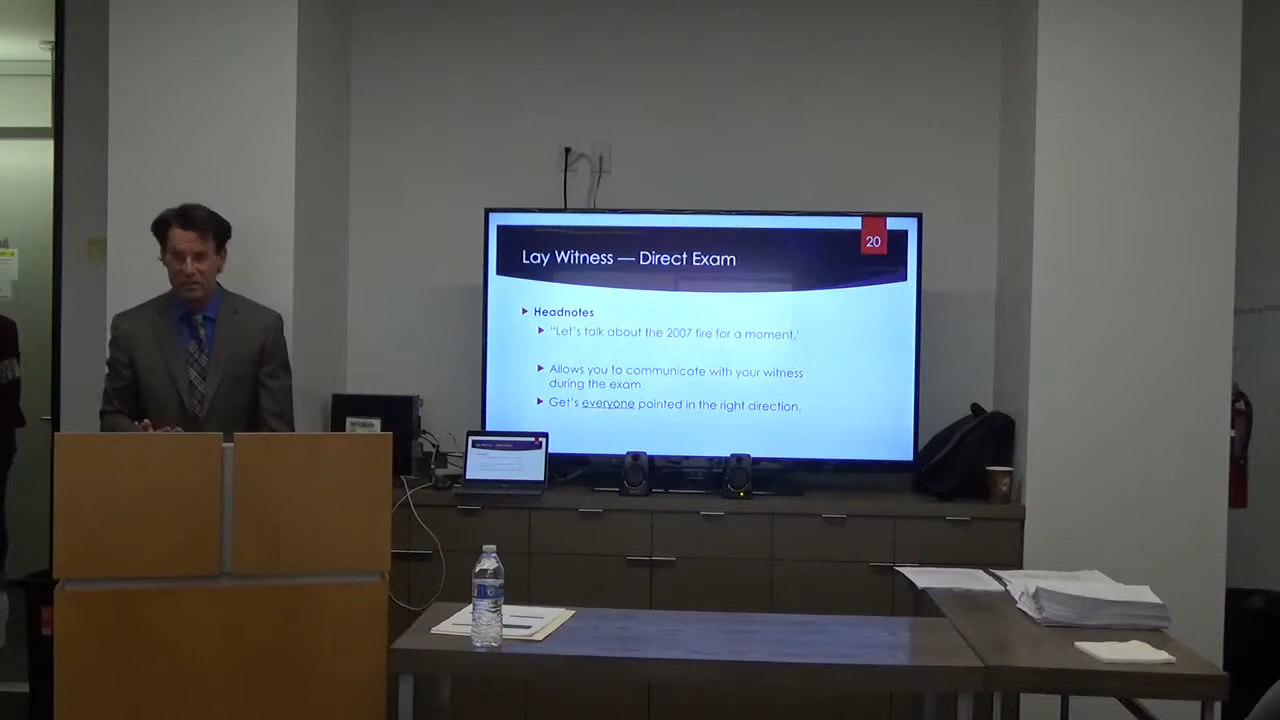 20
Lay Witness — Direct Exam
Headnotes
"Let's talk about the 2007 fire for a moment."
Allows you to communicate with your witness
during the exam
Get's everyone pointed in the right direction.